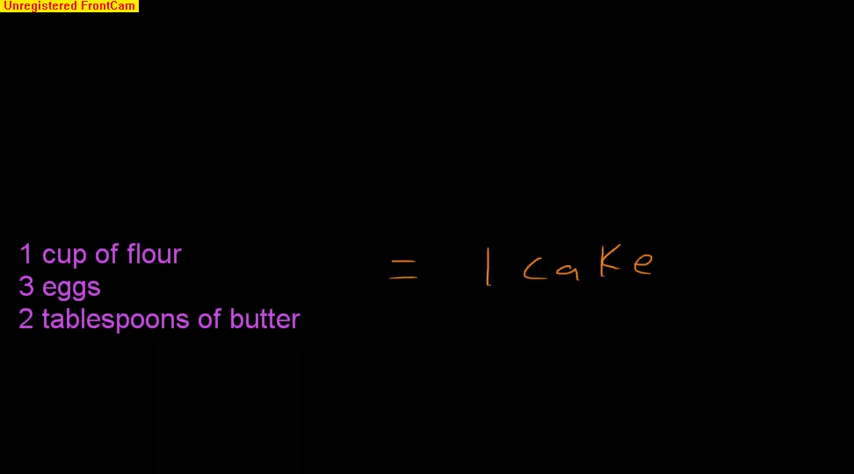 Unregistered FrontCam
1 cup of flour
3 eggs
2 tablespoons of butter
= 1 cake